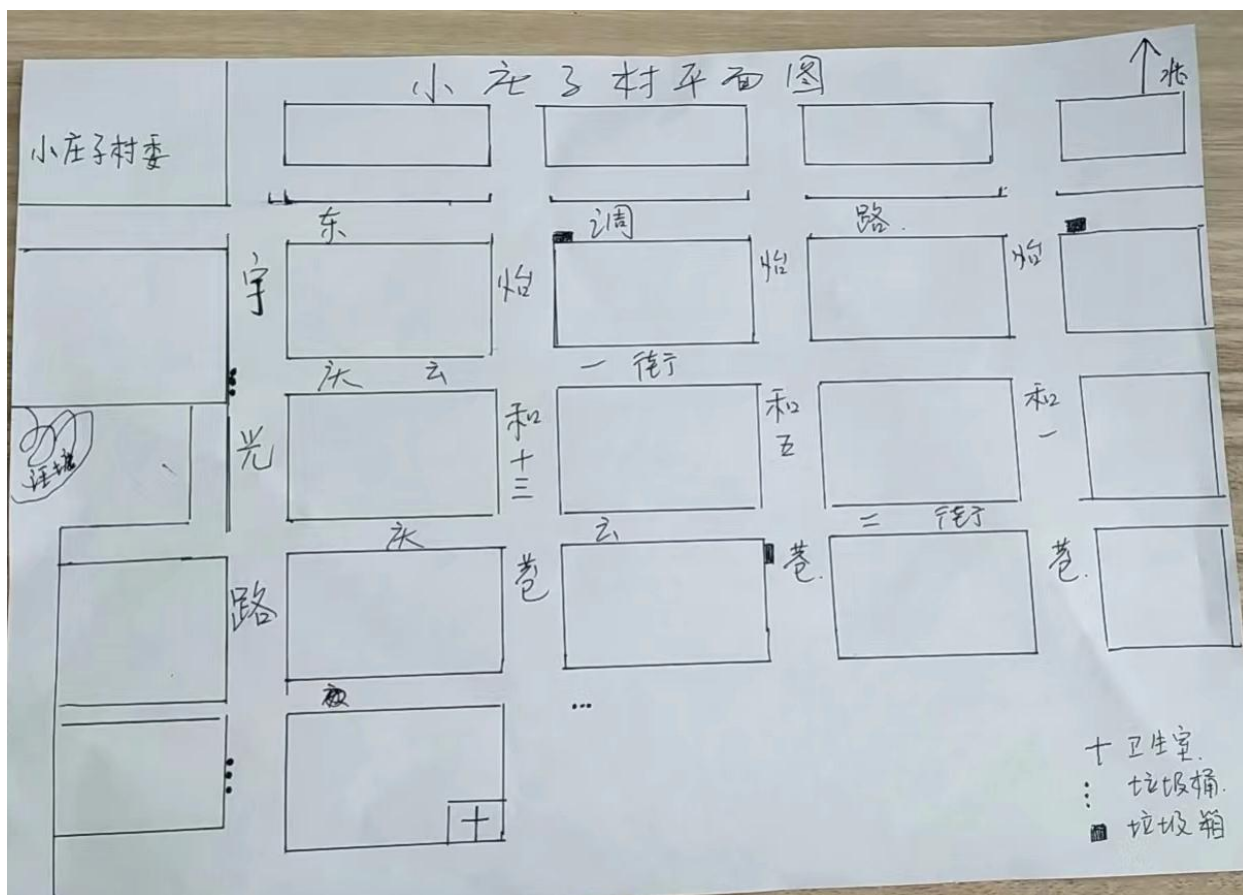 小庄子村平面图
北
小庄子村委
东调路
宇光路
怡和十三巷
怡和五巷
怡和一巷
庆云一街
汪塘
庆云二街
十 卫生室
⋮ 垃圾桶
■ 垃圾箱